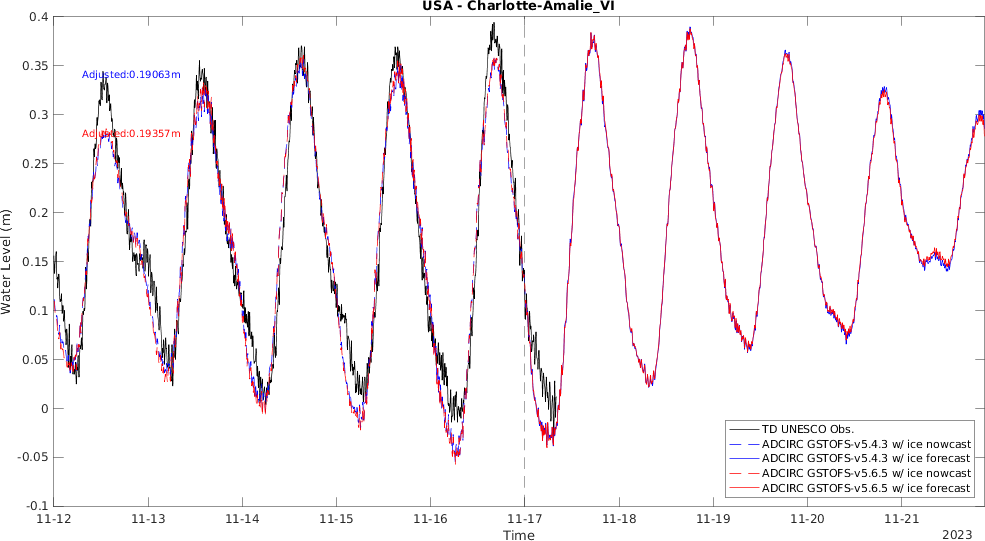 USA - Charlotte-Amalie_VI
0.4
0.35
0.3
0.25
0.2
0.15
0.1
0.05
0
-0.05
-0.1
Water Level (m)
Adjusted:0.19063m
Adjusted:0.19357m
TD UNESCO Obs.
ADCIRC GSTOFS-v5.4.3 w/ ice nowcast
ADCIRC GSTOFS-v5.4.3 w/ ice forecast
ADCIRC GSTOFS-v5.6.5 w/ ice nowcast
ADCIRC GSTOFS-v5.6.5 w/ ice forecast
11-12 11-13 11-14 11-15 11-16 11-17 11-18 11-19 11-20 11-21
Time
2023